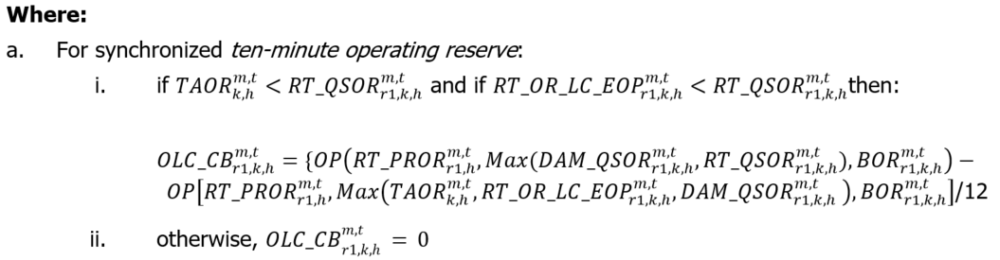 Where:
a. For synchronized ten-minute operating reserve:
i. if $TAOR_{k,h}^{m,t} < RT\_QSOR_{r1,k,h}^{m,t}$ and if $RT\_OR\_LC\_EOP_{r1,k,h}^{m,t} < RT\_QSOR_{r1,k,h}^{m,t}$then:
$OLC\_CB_{r1,k,h}^{m,t} = \{OP(RT\_PROR_{r1,h}^{m,t}, Max(DAM\_QSOR_{r1,k,h}^{m,t}, RT\_QSOR_{r1,k,h}^{m,t}), BOR_{r1,k,h}^{m,t}) -$
$OP[RT\_PROR_{r1,h}^{m,t}, Max(TAOR_{k,h}^{m,t}, RT\_OR\_LC\_EOP_{r1,k,h}^{m,t}, DAM\_QSOR_{r1,k,h}^{m,t}), BOR_{r1,k,h}^{m,t}]/12$
ii. otherwise, $OLC\_CB_{r1,k,h}^{m,t} = 0$